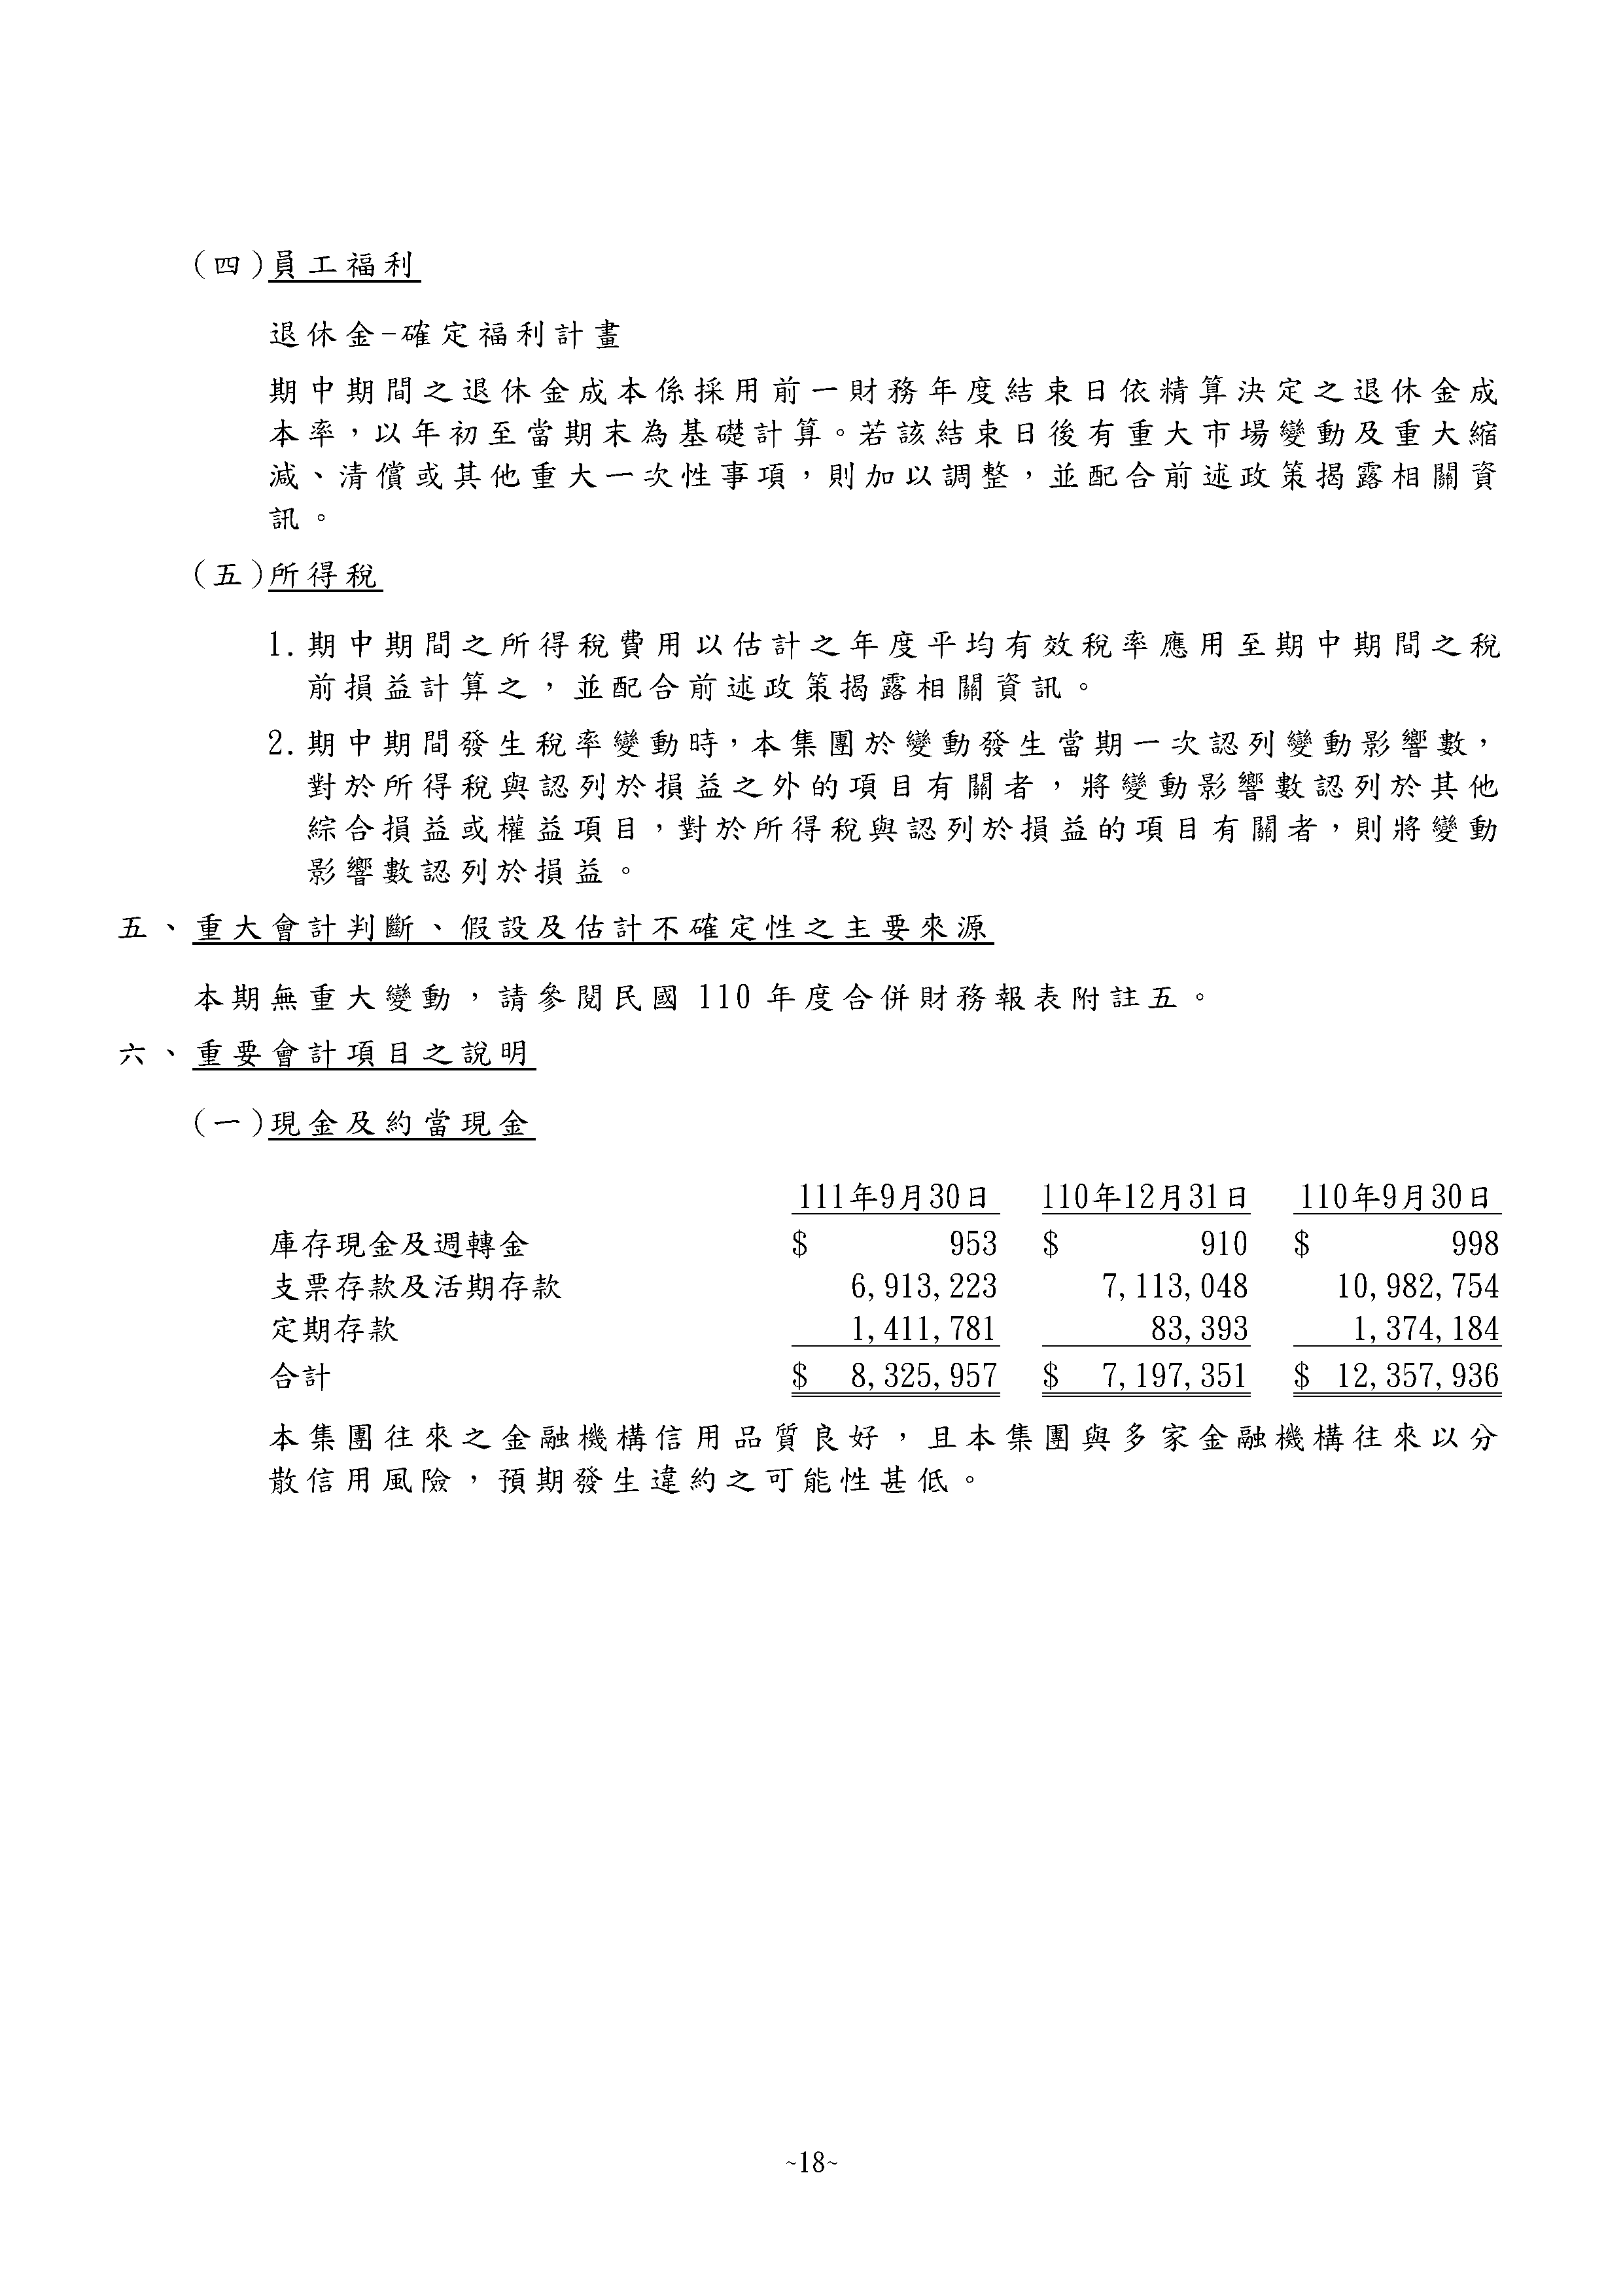 (四)員工福利
退休金-確定福利計畫
期中期間之退休金成本係採用前一財務年度結束日依精算決定之退休金成
本率，以年初至當期末為基礎計算。若該結束日後有重大市場變動及重大縮
減、清償或其他重大一次性事項，則加以調整，並配合前述政策揭露相關資
訊。
(五)所得稅
1.期中期間之所得稅費用以估計之年度平均有效稅率應用至期中期間之稅
前損益計算之，並配合前述政策揭露相關資訊。
2.期中期間發生稅率變動時，本集團於變動發生當期一次認列變動影響數，
對於所得稅與認列於損益之外的項目有關者，將變動影響數認列於其他
綜合損益或權益項目，對於所得稅與認列於損益的項目有關者，則將變動
影響數認列於損益。
五、重大會計判斷、假設及估計不確定性之主要來源
本期無重大變動，請參閱民國 110 年度合併財務報表附註五。
六、重要會計項目之說明
(一)現金及約當現金
111年9月30日 110年12月31日 110年9月30日
庫存現金及週轉金 $ 953 $ 910 $ 998
支票存款及活期存款 6,913,223 7,113,048 10,982,754
定期存款 1,411,781 83,393 1,374,184
合計 $ 8,325,957 $ 7,197,351 $ 12,357,936
本集團往來之金融機構信用品質良好，且本集團與多家金融機構往來以分
散信用風險，預期發生違約之可能性甚低。
~18~